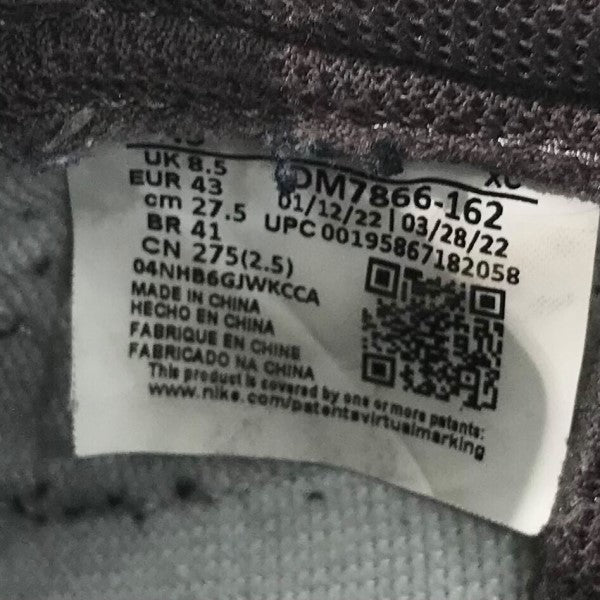 UK 8.5
EUR 43
cm 27.5
BR 41
CN 275(2.5)
DM7866-162
01/12/22 | 03/28/22
UPC 00195867182058
04NHB6GJWKCCA
MADE IN CHINA
HECHO EN CHINA
FABRIQUE EN CHINE
FABRICADO NA CHINA
This product is covered by one or more patents:
www.nike.com/patentsvirtualmarking